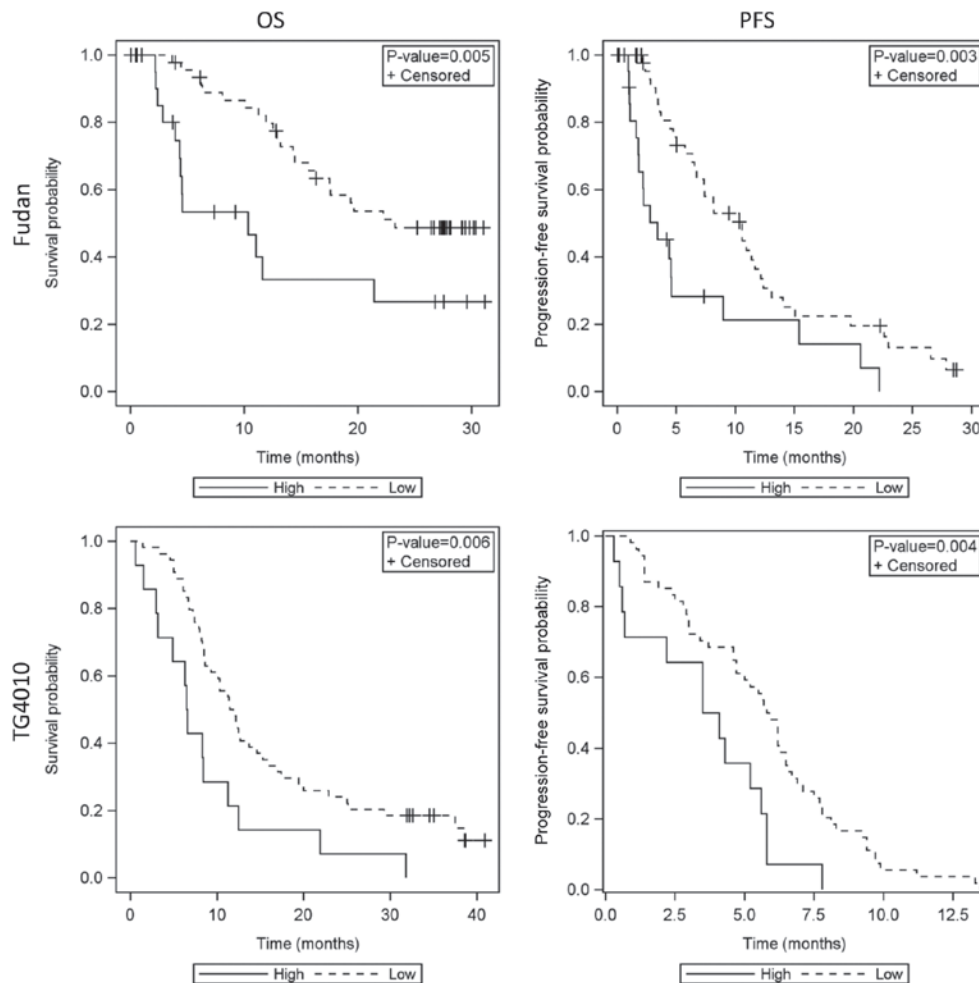 OS
PFS
Fudan
Survival probability
1.0
0.8
0.6
0.4
0.2
0.0
P-value=0.005
+ Censored
0 10 20 30
Time (months)
High Low
Progression-free survival probability
1.0
0.8
0.6
0.4
0.2
0.0
P-value=0.003
+ Censored
0 5 10 15 20 25 30
Time (months)
High Low
TG4010
Survival probability
1.0
0.8
0.6
0.4
0.2
0.0
P-value=0.006
+ Censored
0 10 20 30 40
Time (months)
High Low
Progression-free survival probability
1.0
0.8
0.6
0.4
0.2
0.0
P-value=0.004
+ Censored
0.0 2.5 5.0 7.5 10.0 12.5
Time (months)
High Low